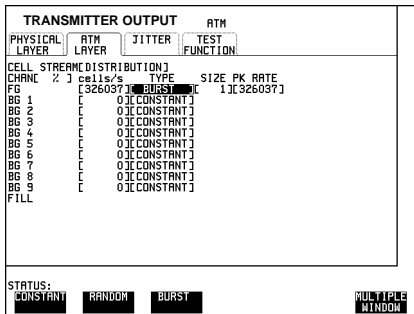 TRANSMITTER OUTPUT ATM
PHYSICAL LAYER ATM LAYER JITTER TEST FUNCTION
CELL STREAM[DISTRIBUTION]
CHAN[ % ] cells/s TYPE SIZE PK RATE
FG [326037][ BURST ][ 1][326037]
BG 1 [ 0][CONSTANT]
BG 2 [ 0][CONSTANT]
BG 3 [ 0][CONSTANT]
BG 4 [ 0][CONSTANT]
BG 5 [ 0][CONSTANT]
BG 6 [ 0][CONSTANT]
BG 7 [ 0][CONSTANT]
BG 8 [ 0][CONSTANT]
BG 9 [ 0][CONSTANT]
FILL
STATUS:
CONSTANT RANDOM BURST MULTIPLE WINDOW